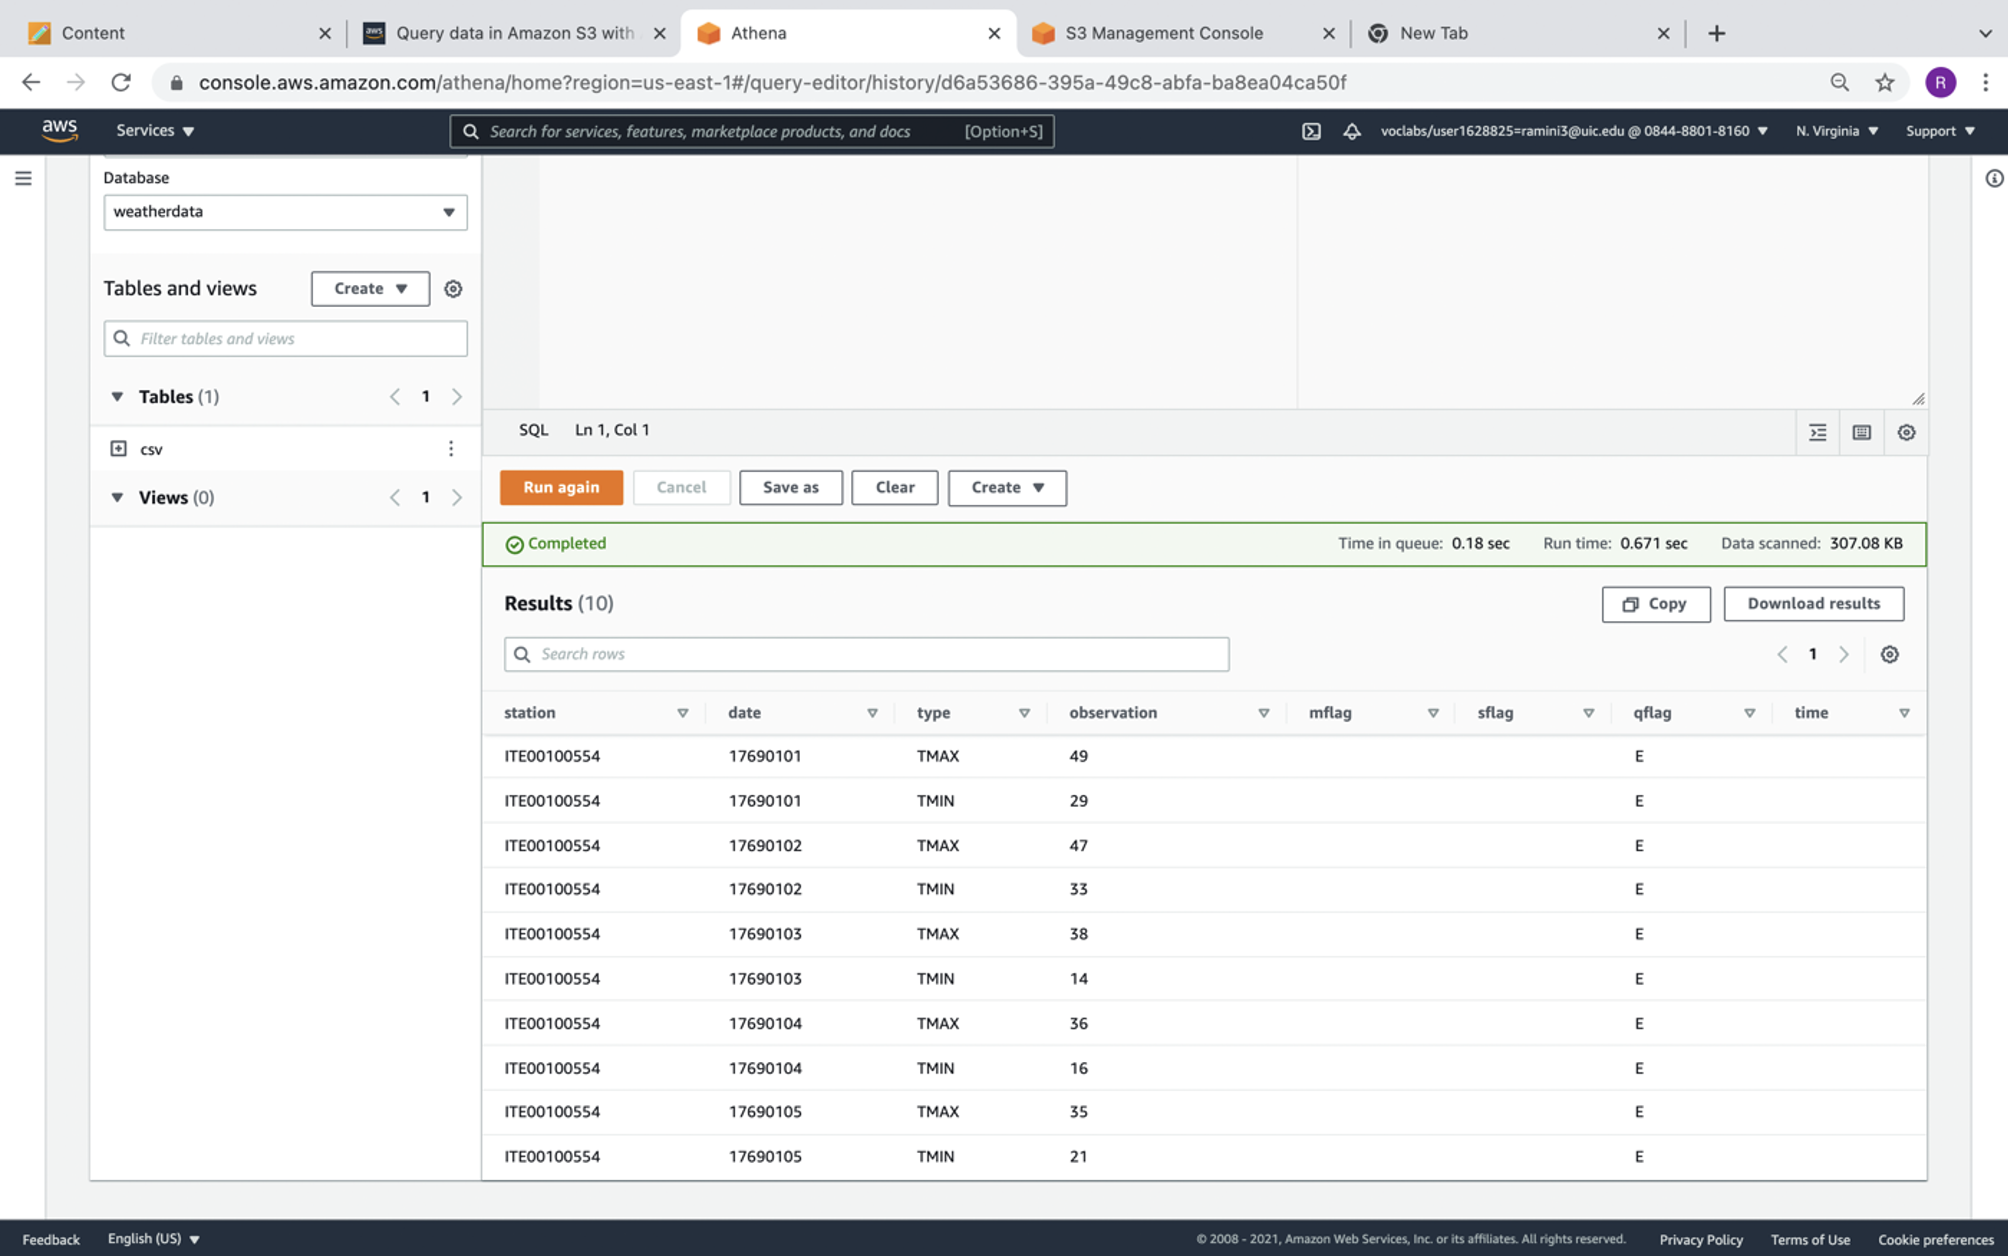 Content
Query data in Amazon S3 with
Athena
S3 Management Console
New Tab
console.aws.amazon.com/athena/home?region=us-east-1#/query-editor/history/d6a53686-395a-49c8-abfa-ba8ea04ca50f
R
aws Services Search for services, features, marketplace products, and docs [Option+S] voclabs/user1628825=ramini3@uic.edu @ 0844-8801-8160 N. Virginia Support
Database
weatherdata
Tables and views Create
Filter tables and views
Tables (1) 1
csv
Views (0) 1
SQL Ln 1, Col 1
Run again Cancel Save as Clear Create
Completed Time in queue: 0.18 sec Run time: 0.671 sec Data scanned: 307.08 KB
Results (10) Copy Download results
Search rows 1
station date type observation mflag sflag qflag time
ITE00100554 17690101 TMAX 49 E
ITE00100554 17690101 TMIN 29 E
ITE00100554 17690102 TMAX 47 E
ITE00100554 17690102 TMIN 33 E
ITE00100554 17690103 TMAX 38 E
ITE00100554 17690103 TMIN 14 E
ITE00100554 17690104 TMAX 36 E
ITE00100554 17690104 TMIN 16 E
ITE00100554 17690105 TMAX 35 E
ITE00100554 17690105 TMIN 21 E
Feedback English (US) © 2008 - 2021, Amazon Web Services, Inc. or its affiliates. All rights reserved. Privacy Policy Terms of Use Cookie preferences